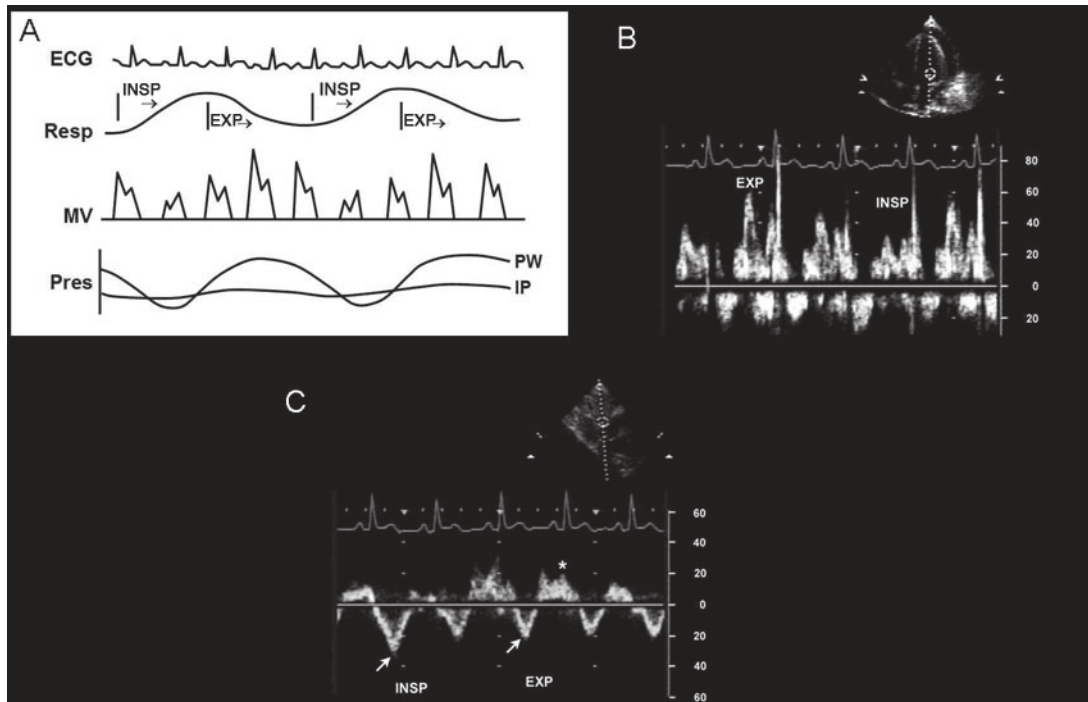 A
ECG
INSP →
INSP →
Resp
EXP→
EXP →
MV
Pres
PW
IP
B
EXP
INSP
80
60
40
20
0
20
C
*
INSP
EXP
60
40
20
0
20
40
60